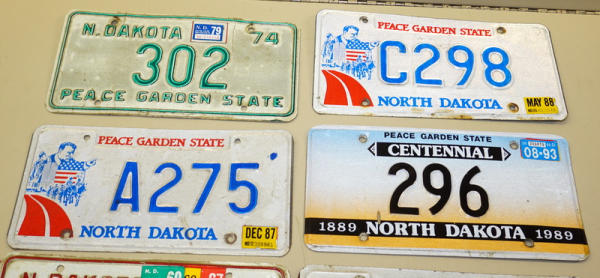 N. DAKOTA 79 74
302
PEACE GARDEN STATE
PEACE GARDEN STATE
C298
NORTH DAKOTA MAY 88
PEACE GARDEN STATE
A275
NORTH DAKOTA DEC 87
PEACE GARDEN STATE
CENTENNIAL 08-93
296
1889 NORTH DAKOTA 1989
N. DAKOTA